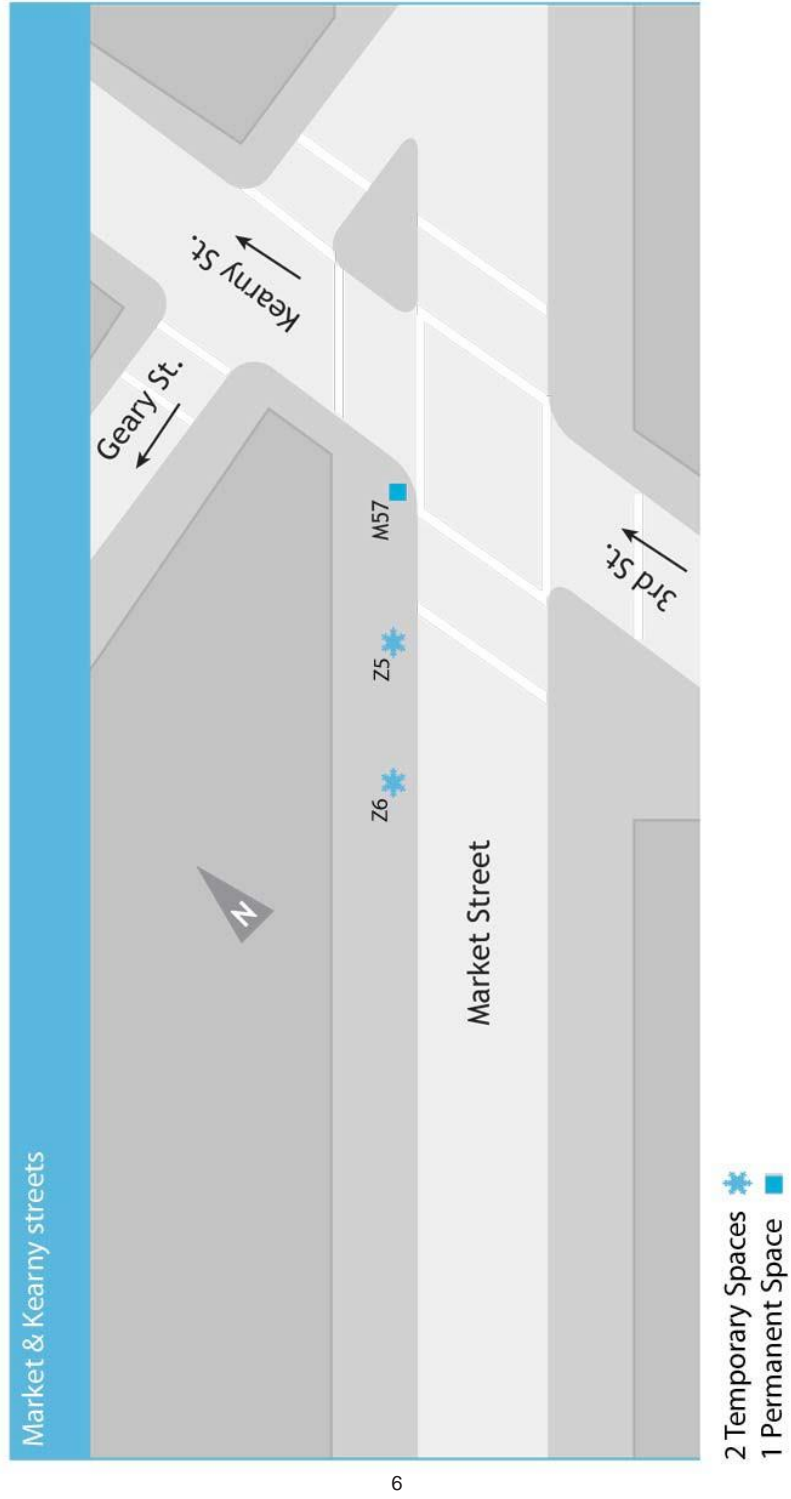 Market & Kearny streets
Geary St.
Kearny St.
M57
Z5
Z6
N
Market Street
3rd St.
2 Temporary Spaces
1 Permanent Space
6